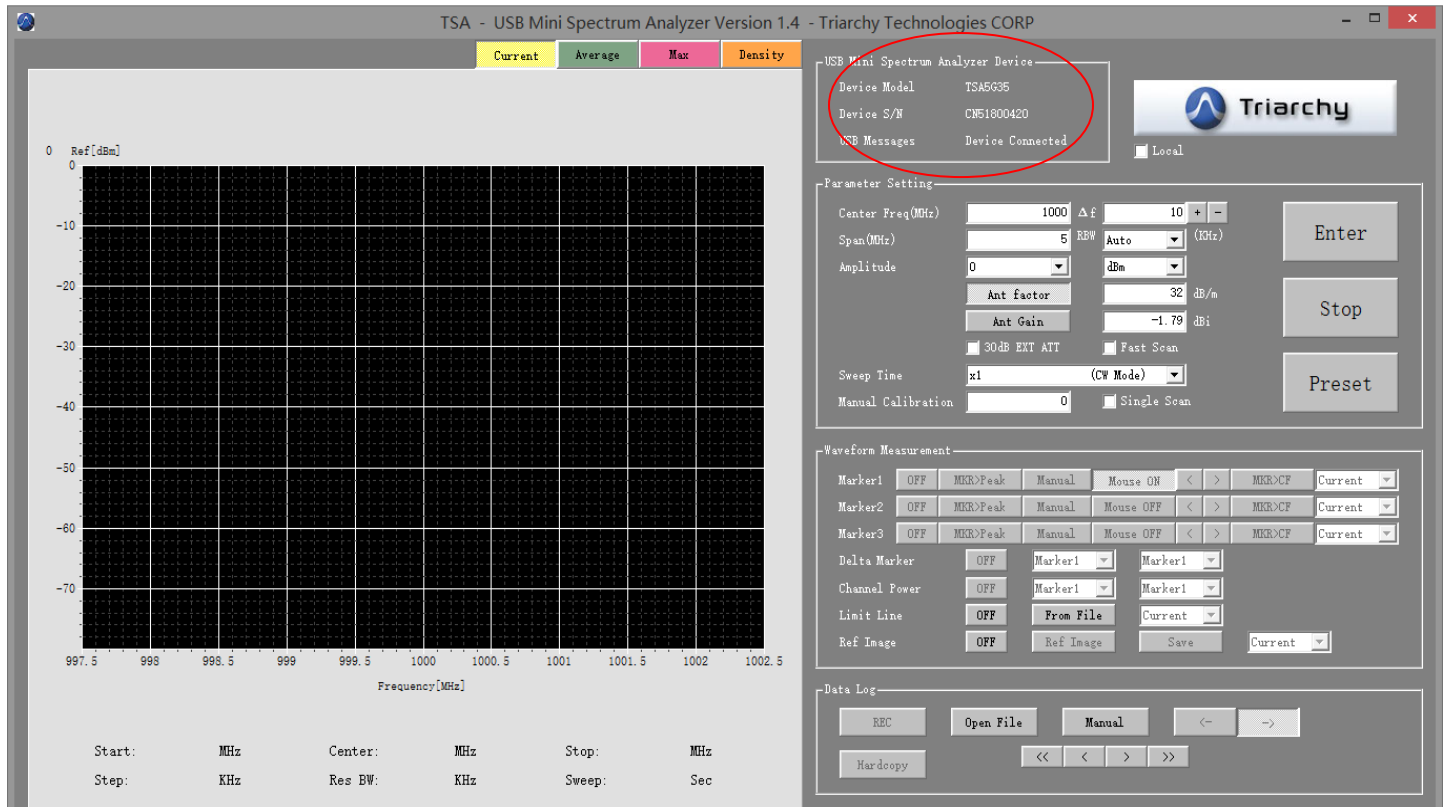 TSA - USB Mini Spectrum Analyzer Version 1.4 - Triarchy Technologies CORP
Current Average Max Density
0 Ref[dBm]
0
-10
-20
-30
-40
-50
-60
-70
997.5 998 998.5 999 999.5 1000 1000.5 1001 1001.5 1002 1002.5
Frequency[MHz]
Start: MHz Center: MHz Stop: MHz
Step: KHz Res BW: KHz Sweep: Sec
USB Mini Spectrum Analyzer Device
Device Model TSA5G35
Device S/N CN51800420
USB Messages Device Connected
Triarchy
Local
Parameter Setting
Center Freq(MHz) 1000 Δf 10 + -
Span(MHz) 5 RBW Auto (KHz)
Amplitude 0 dBm
Ant factor 32 dB/m
Ant Gain -1.79 dBi
30dB EXT ATT Fast Scan
Sweep Time x1 (CW Mode)
Manual Calibration 0 Single Scan
Enter
Stop
Preset
Waveform Measurement
Marker1 OFF MKR>Peak Manual Mouse ON < > MKR>CF Current
Marker2 OFF MKR>Peak Manual Mouse OFF < > MKR>CF Current
Marker3 OFF MKR>Peak Manual Mouse OFF < > MKR>CF Current
Delta Marker OFF Marker1 Marker1
Channel Power OFF Marker1 Marker1
Limit Line OFF From File Current
Ref Image OFF Ref Image Save Current
Data Log
REC Open File Manual <- ->
Hardcopy << < > >>